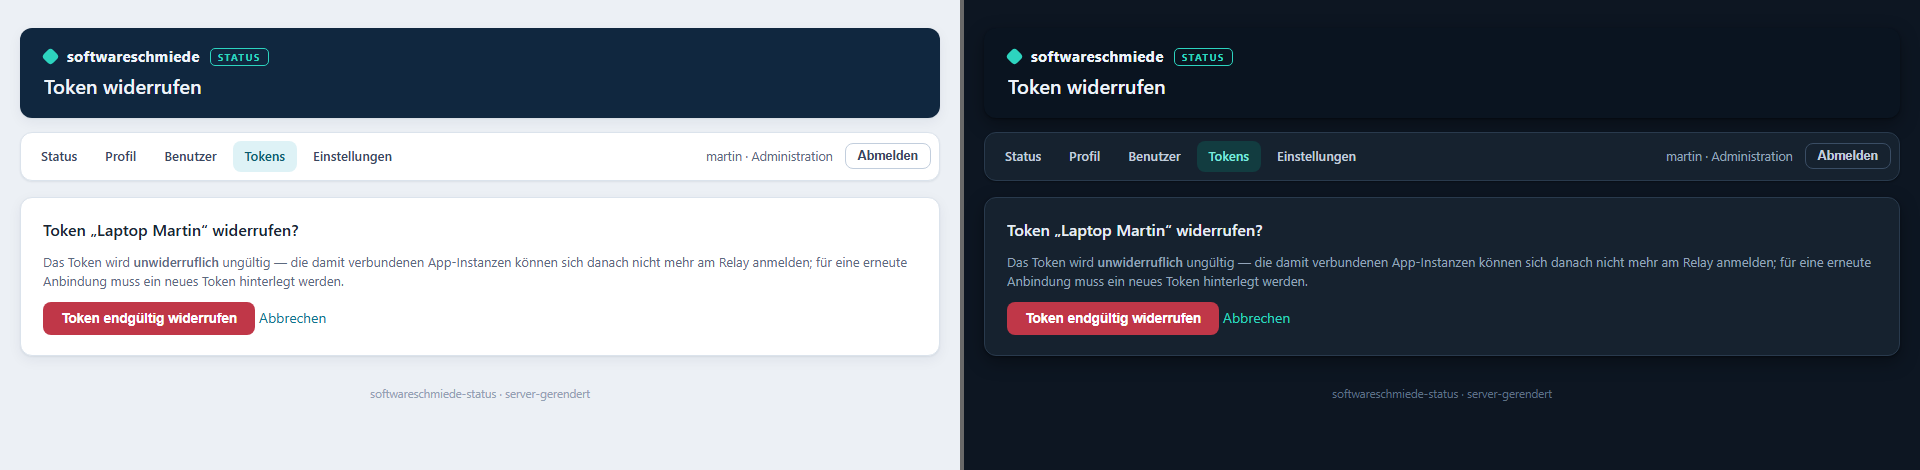 softwareschmiede STATUS
Token widerrufen
Status Profil Benutzer Tokens Einstellungen martin · Administration Abmelden
Token „Laptop Martin“ widerrufen?
Das Token wird unwiderruflich ungültig — die damit verbundenen App-Instanzen können sich danach nicht mehr am Relay anmelden; für eine erneute
Anbindung muss ein neues Token hinterlegt werden.
Token endgültig widerrufen Abbrechen
softwareschmiede-status · server-gerendert
softwareschmiede STATUS
Token widerrufen
Status Profil Benutzer Tokens Einstellungen martin · Administration Abmelden
Token „Laptop Martin“ widerrufen?
Das Token wird unwiderruflich ungültig — die damit verbundenen App-Instanzen können sich danach nicht mehr am Relay anmelden; für eine erneute
Anbindung muss ein neues Token hinterlegt werden.
Token endgültig widerrufen Abbrechen
softwareschmiede-status · server-gerendert